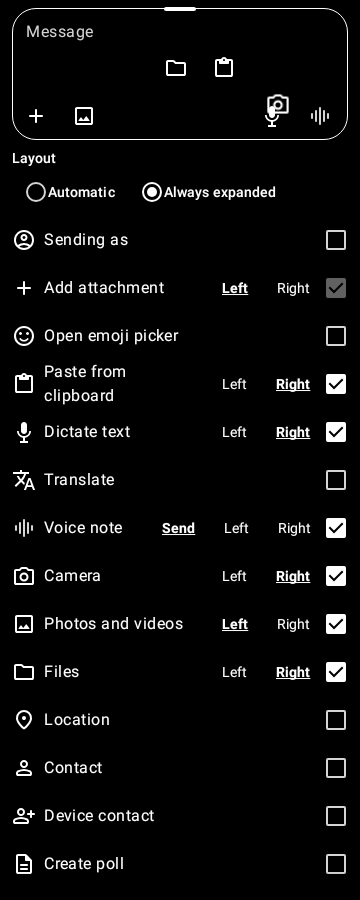 Message
Layout
Automatic Always expanded
Sending as
Add attachment Left Right
Open emoji picker
Paste from
clipboard Left Right
Dictate text Left Right
Translate
Voice note Send Left Right
Camera Left Right
Photos and videos Left Right
Files Left Right
Location
Contact
Device contact
Create poll